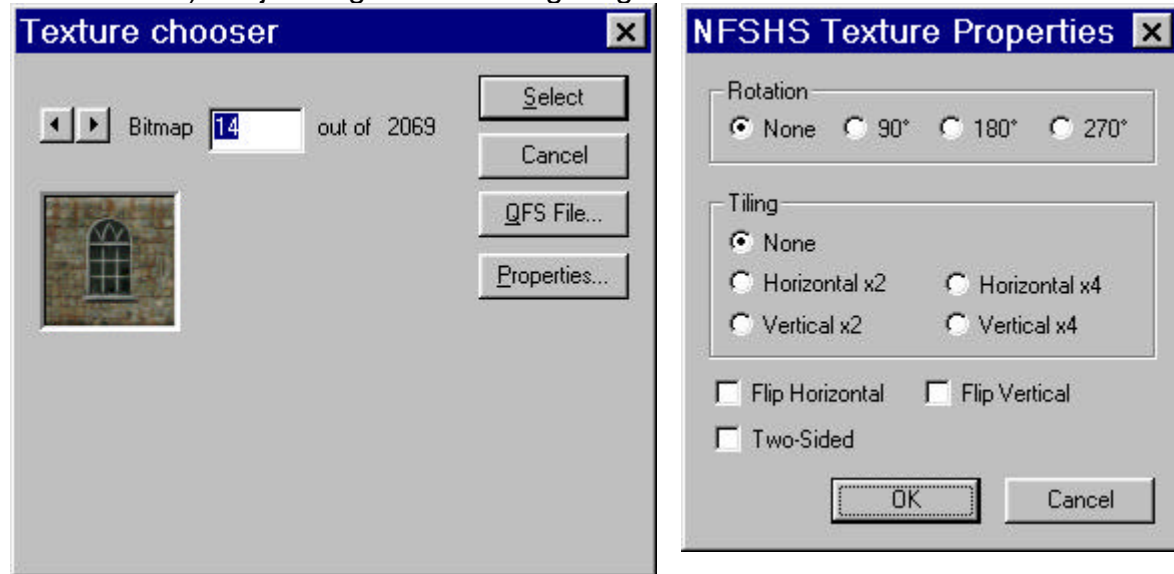 Texture chooser
Bitmap 14 out of 2069
Select
Cancel
QFS File...
Properties...
NFSHS Texture Properties
Rotation
None 90° 180° 270°
Tiling
None
Horizontal x2 Horizontal x4
Vertical x2 Vertical x4
Flip Horizontal Flip Vertical
Two-Sided
OK Cancel